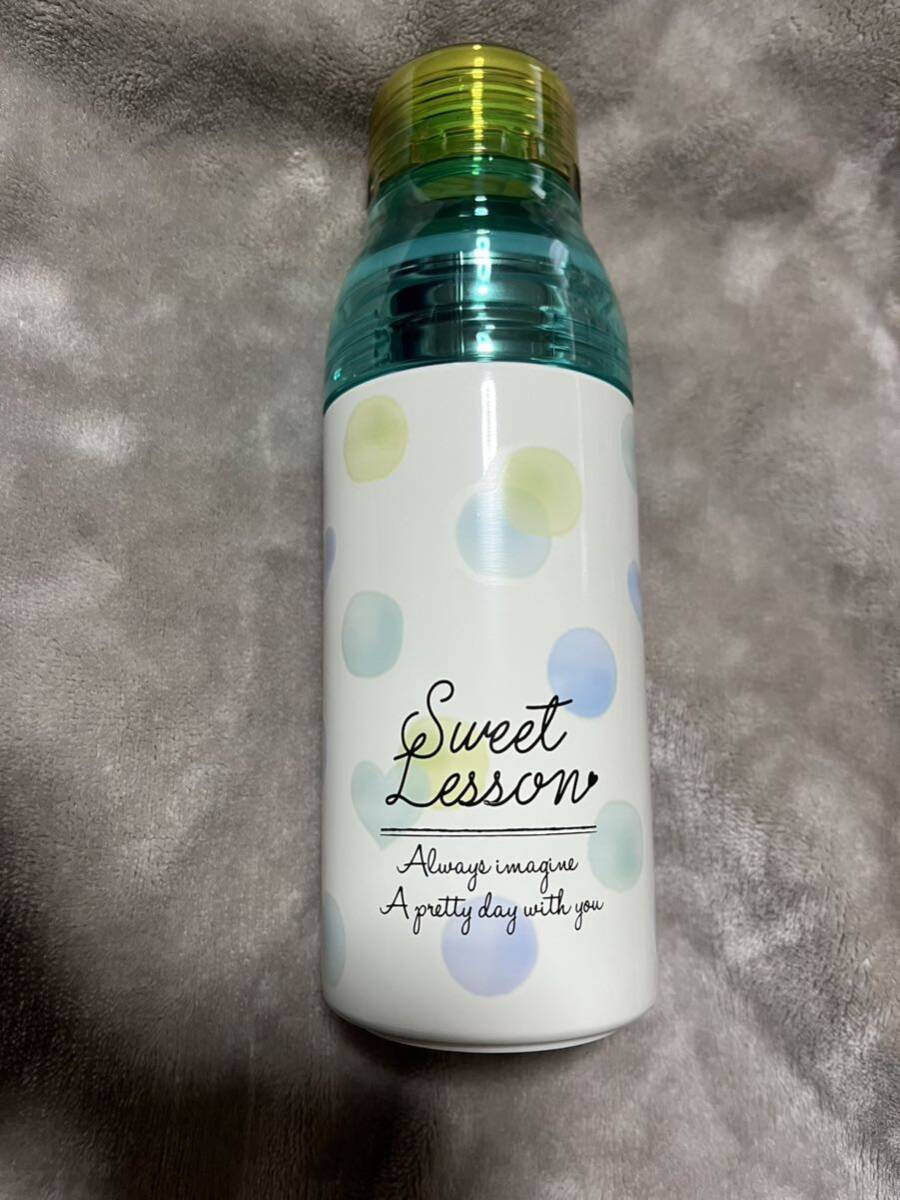 Sweet
Lesson
Always imagine
A pretty day with you